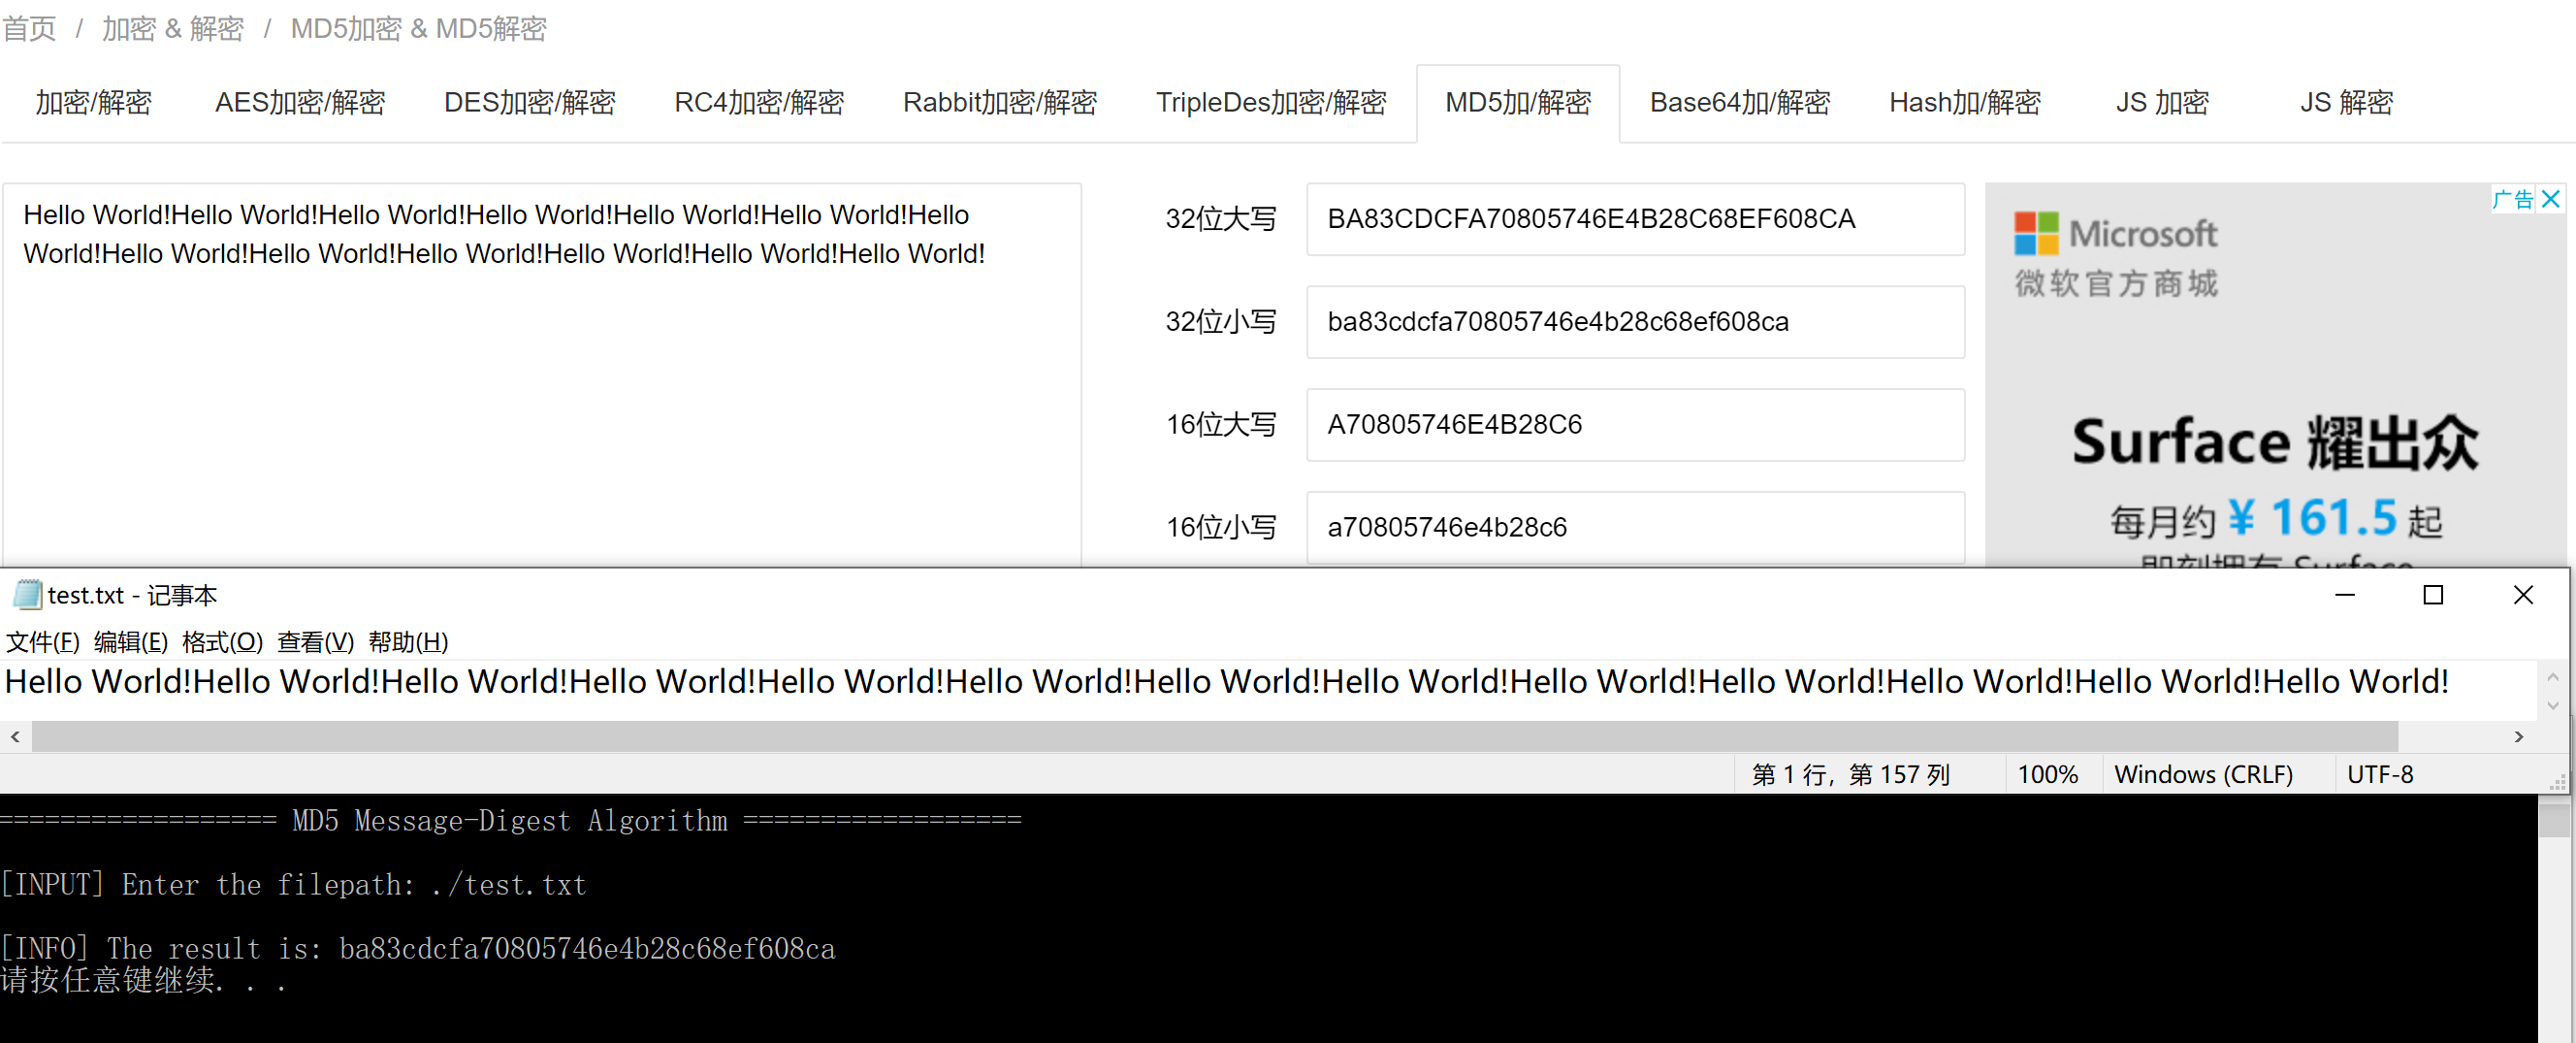 首页 / 加密 & 解密 / MD5加密 & MD5解密
加密/解密 AES加密/解密 DES加密/解密 RC4加密/解密 Rabbit加密/解密 TripleDes加密/解密 MD5加/解密 Base64加/解密 Hash加/解密 JS 加密 JS 解密
Hello World!Hello World!Hello World!Hello World!Hello World!Hello World!Hello
World!Hello World!Hello World!Hello World!Hello World!Hello World!Hello World!
32位大写 BA83CDCFA70805746E4B28C68EF608CA
32位小写 ba83cdcfa70805746e4b28c68ef608ca
16位大写 A70805746E4B28C6
16位小写 a70805746e4b28c6
广告
Microsoft
微软官方商城
Surface 耀出众
每月约 ¥ 161.5 起
即刻拥有 Surface
test.txt - 记事本
文件(F) 编辑(E) 格式(O) 查看(V) 帮助(H)
Hello World!Hello World!Hello World!Hello World!Hello World!Hello World!Hello World!Hello World!Hello World!Hello World!Hello World!Hello World!Hello World!
第 1 行，第 157 列 100% Windows (CRLF) UTF-8
================== MD5 Message-Digest Algorithm ==================
[INPUT] Enter the filepath: ./test.txt
[INFO] The result is: ba83cdcfa70805746e4b28c68ef608ca
请按任意键继续. . .